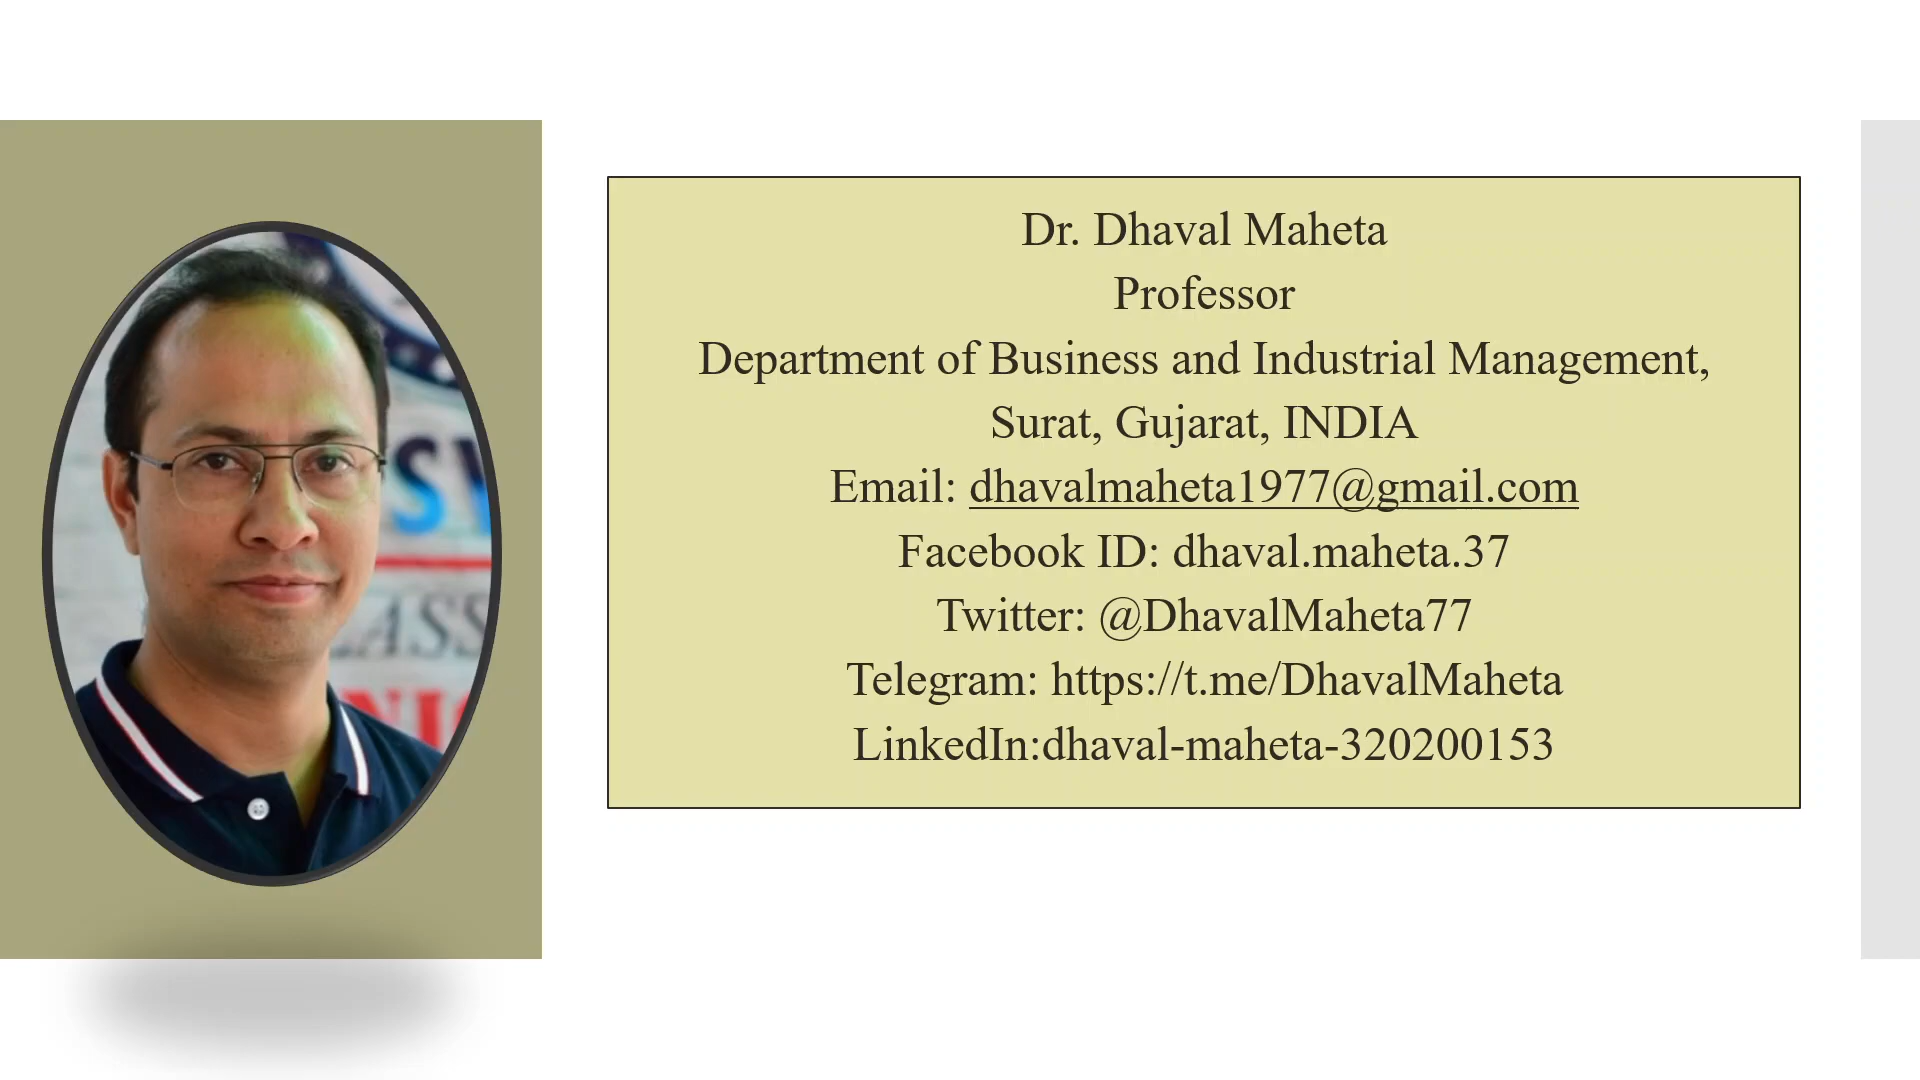 Dr. Dhaval Maheta
Professor
Department of Business and Industrial Management,
Surat, Gujarat, INDIA
Email: dhavalmaheta1977@gmail.com
Facebook ID: dhaval.maheta.37
Twitter: @DhavalMaheta77
Telegram: https://t.me/DhavalMaheta
LinkedIn:dhaval-maheta-320200153